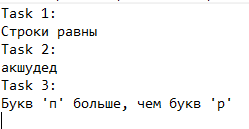 Task 1:
Строки равны
Task 2:
акшудед
Task 3:
Букв 'п' больше, чем букв 'р'